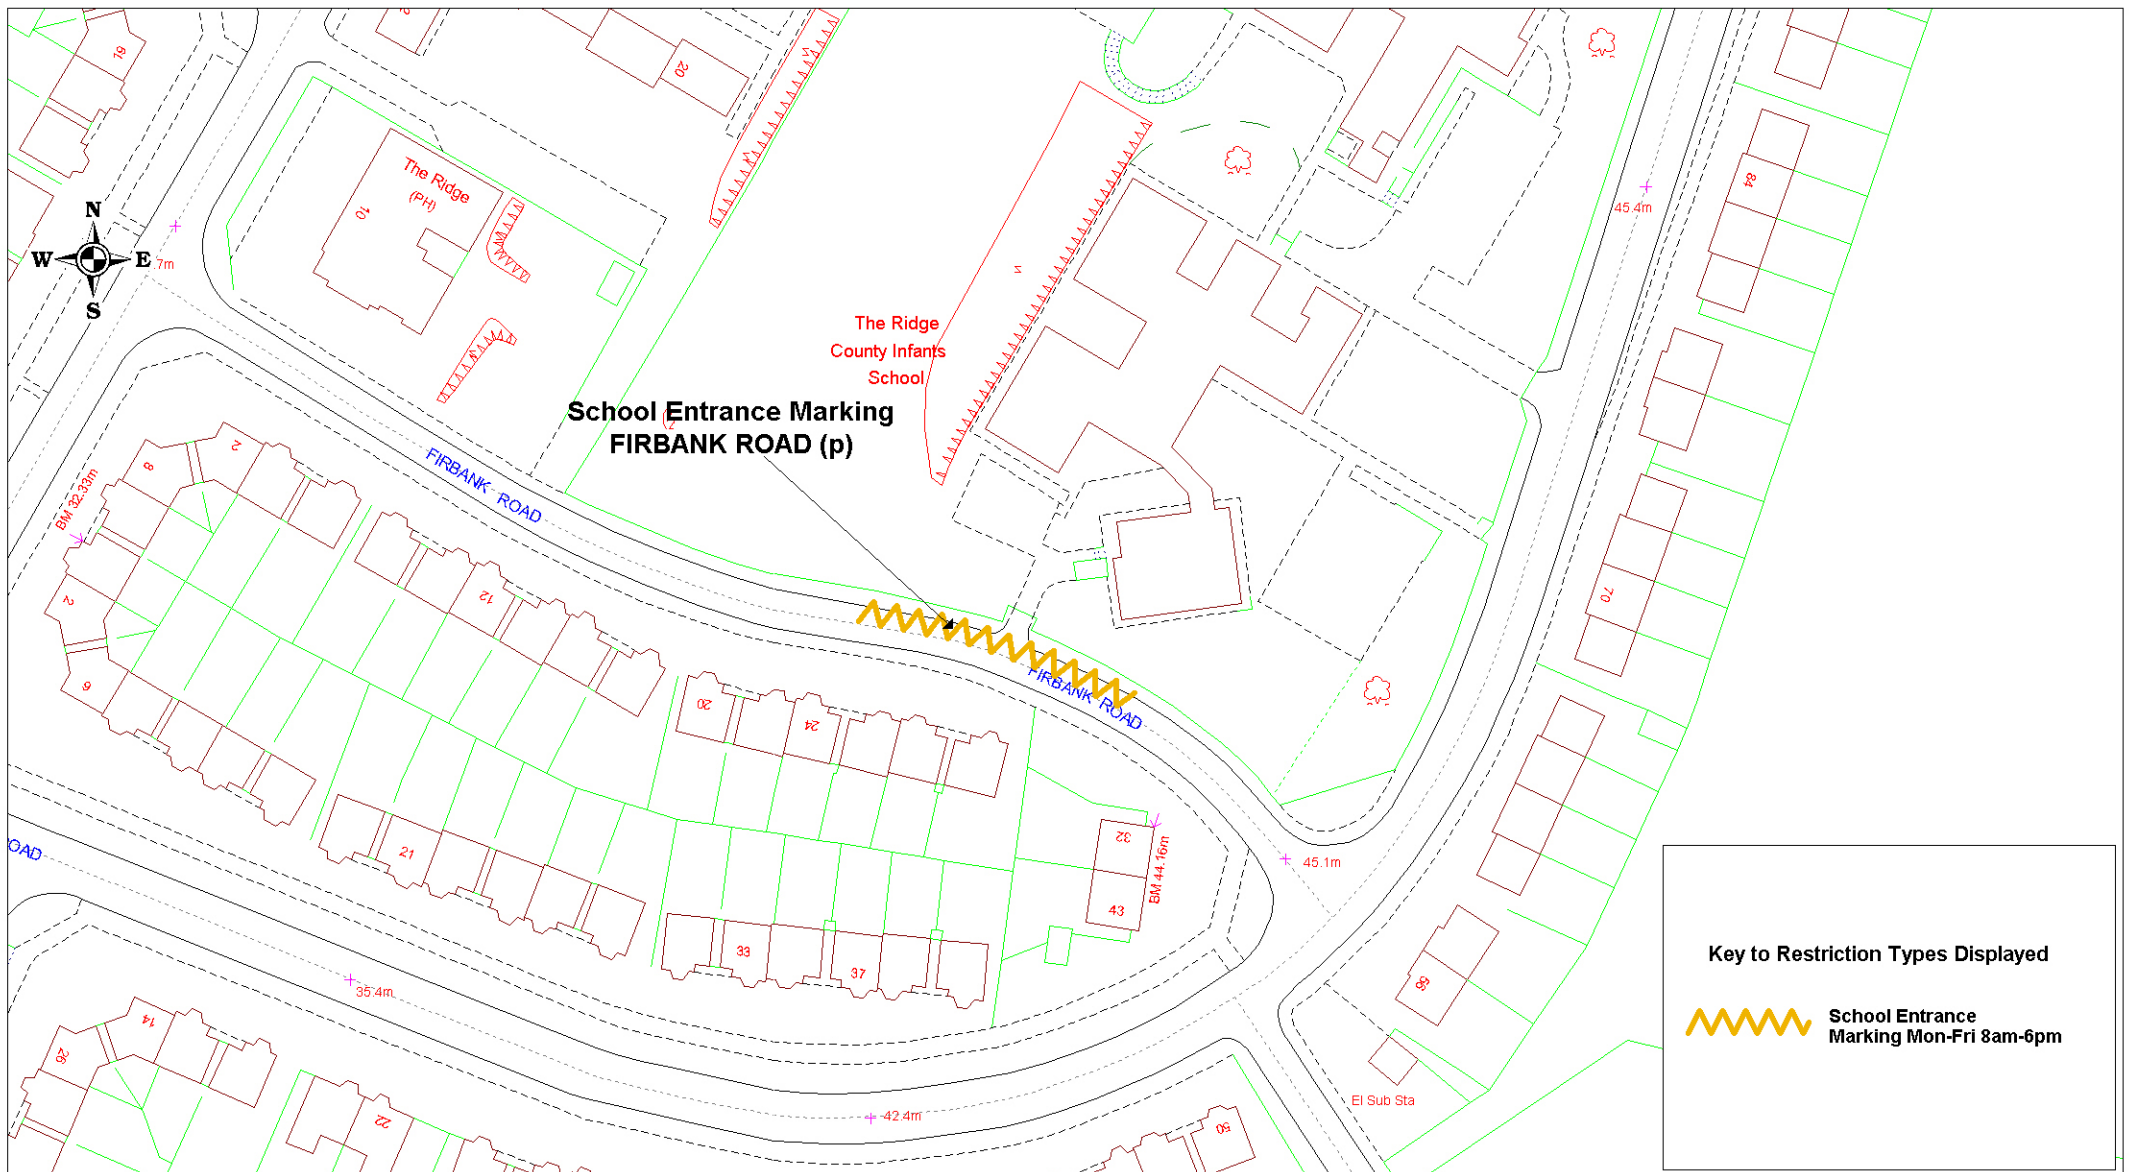 19
20
84
The Ridge
(PH)
10
N
W E
S
.7m
45.4m
The Ridge
County Infants
School
School Entrance Marking
FIRBANK ROAD (p)
FIRBANK ROAD
2
8
BM 32.33m
12
2
6
70
FIRBANK ROAD
20
24
32
BM 44.16m
43
45.1m
21
OAD
33
37
35.4m
56
14
26
22
42.4m
50
El Sub Sta
Key to Restriction Types Displayed
School Entrance
Marking Mon-Fri 8am-6pm